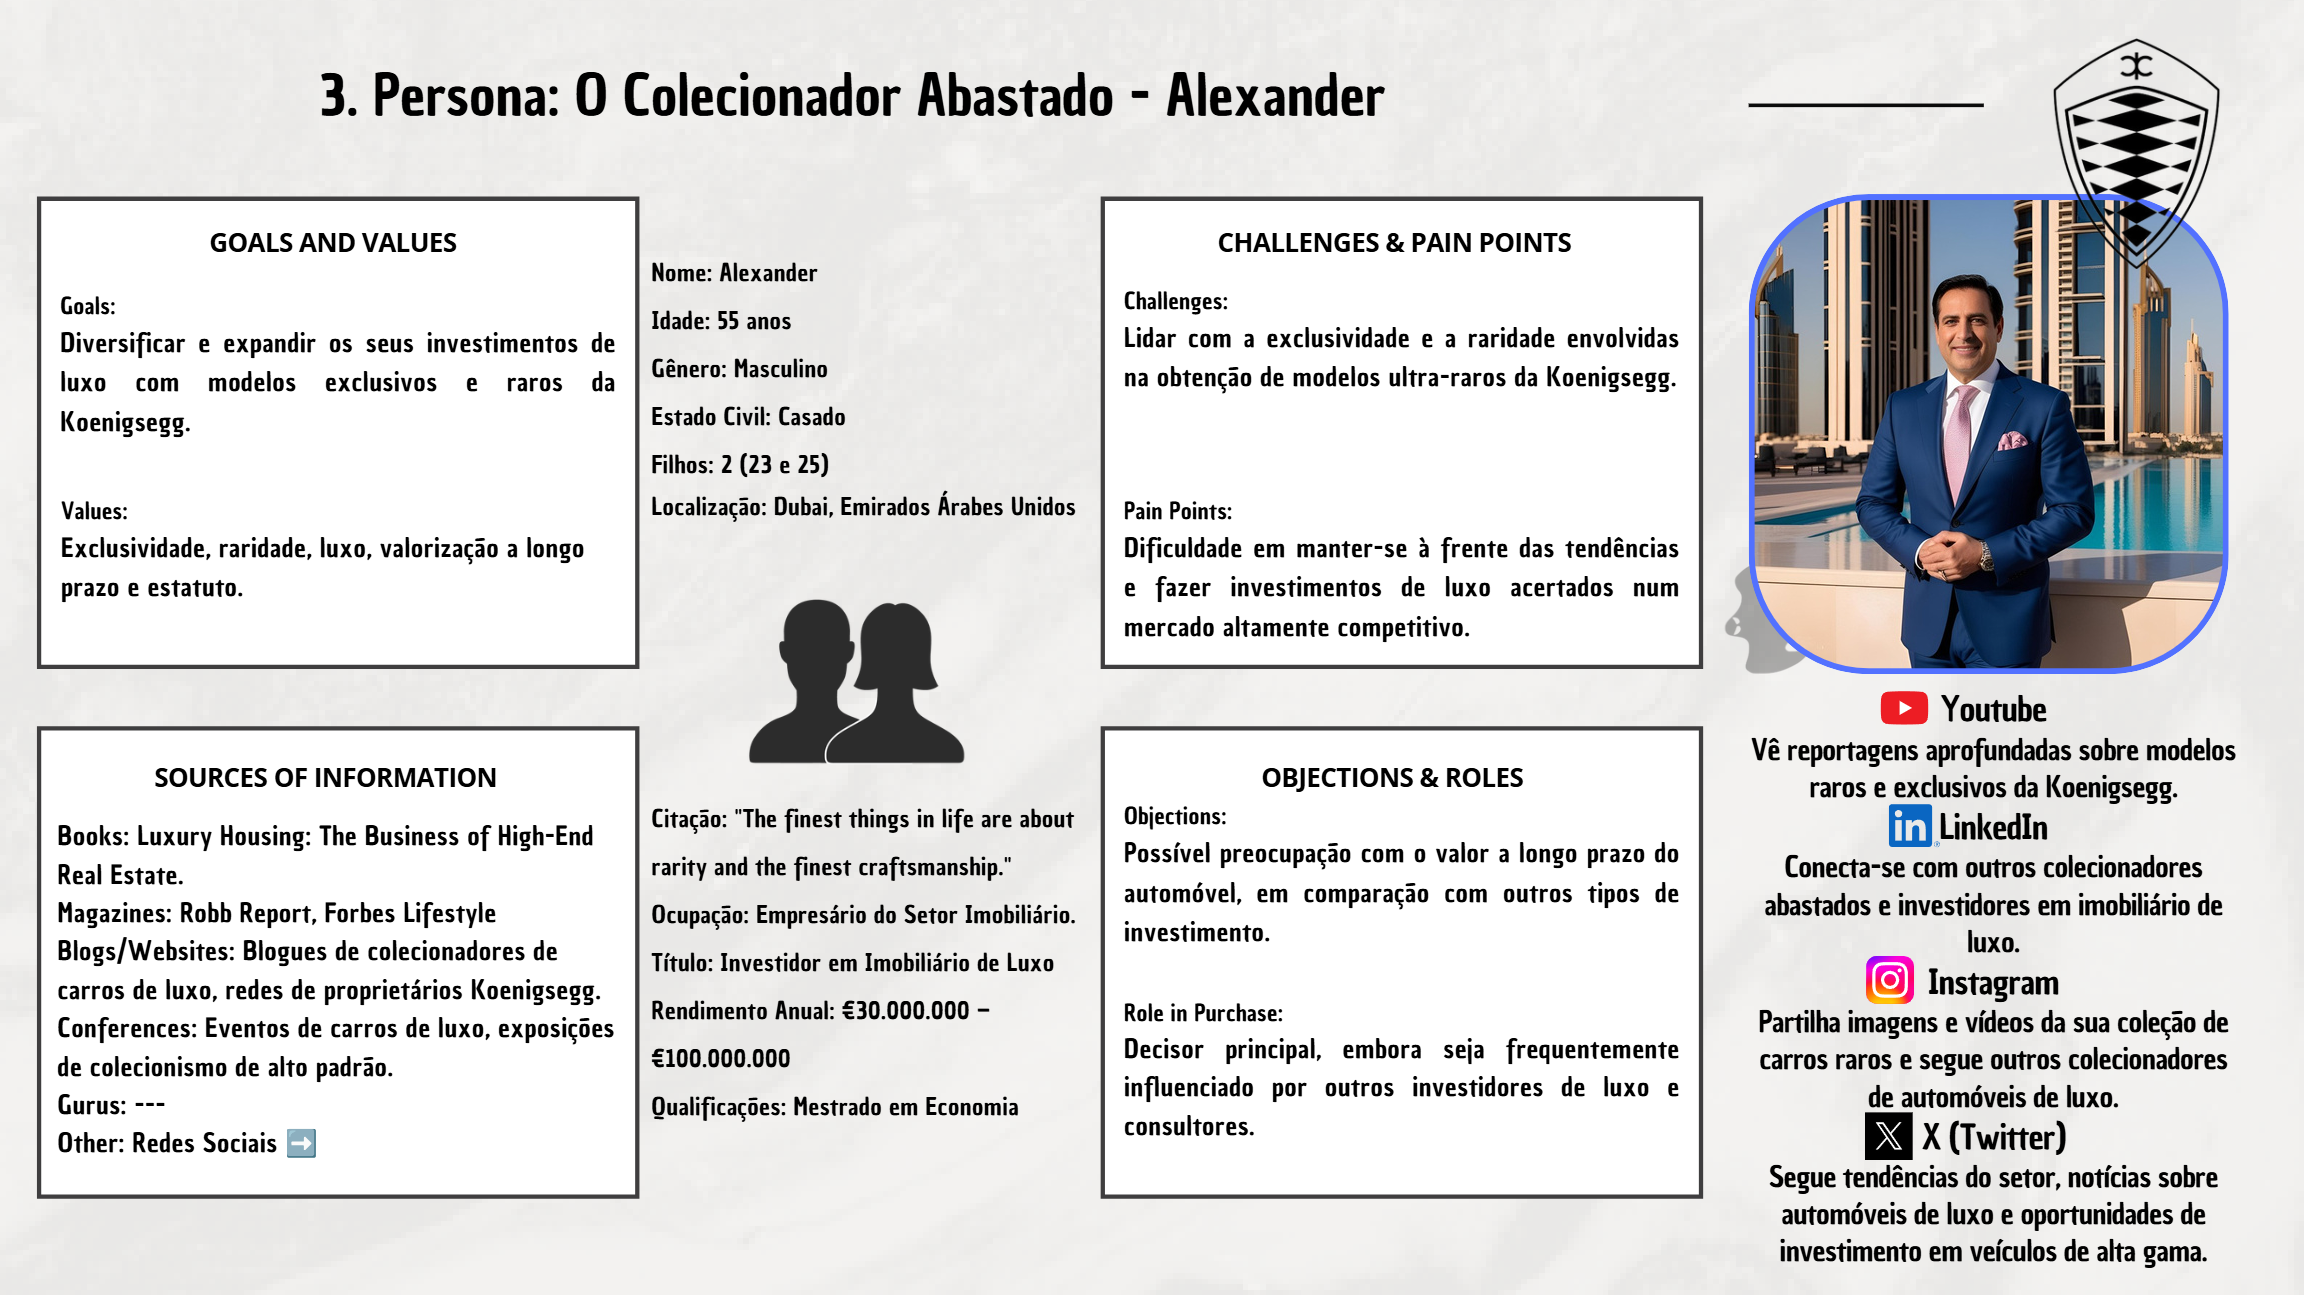 3. Persona: O Colecionador Abastado - Alexander
GOALS AND VALUES
Goals:
Diversificar e expandir os seus investimentos de
luxo com modelos exclusivos e raros da
Koenigsegg.
Values:
Exclusividade, raridade, luxo, valorização a longo
prazo e estatuto.
Nome: Alexander
Idade: 55 anos
Gênero: Masculino
Estado Civil: Casado
Filhos: 2 (23 e 25)
Localização: Dubai, Emirados Árabes Unidos
CHALLENGES & PAIN POINTS
Challenges:
Lidar com a exclusividade e a raridade envolvidas
na obtenção de modelos ultra-raros da Koenigsegg.
Pain Points:
Dificuldade em manter-se à frente das tendências
e fazer investimentos de luxo acertados num
mercado altamente competitivo.
SOURCES OF INFORMATION
Books: Luxury Housing: The Business of High-End
Real Estate.
Magazines: Robb Report, Forbes Lifestyle
Blogs/Websites: Blogues de colecionadores de
carros de luxo, redes de proprietários Koenigsegg.
Conferences: Eventos de carros de luxo, exposições
de colecionismo de alto padrão.
Gurus: ---
Other: Redes Sociais ➡️
Citação: "The finest things in life are about
rarity and the finest craftsmanship."
Ocupação: Empresário do Setor Imobiliário.
Título: Investidor em Imobiliário de Luxo
Rendimento Anual: €30.000.000 –
€100.000.000
Qualificações: Mestrado em Economia
OBJECTIONS & ROLES
Objections:
Possível preocupação com o valor a longo prazo do
automóvel, em comparação com outros tipos de
investimento.
Role in Purchase:
Decisor principal, embora seja frequentemente
influenciado por outros investidores de luxo e
consultores.
Youtube
Vê reportagens aprofundadas sobre modelos
raros e exclusivos da Koenigsegg.
in LinkedIn
Conecta-se com outros colecionadores
abastados e investidores em imobiliário de
luxo.
Instagram
Partilha imagens e vídeos da sua coleção de
carros raros e segue outros colecionadores
de automóveis de luxo.
X X (Twitter)
Segue tendências do setor, notícias sobre
automóveis de luxo e oportunidades de
investimento em veículos de alta gama.